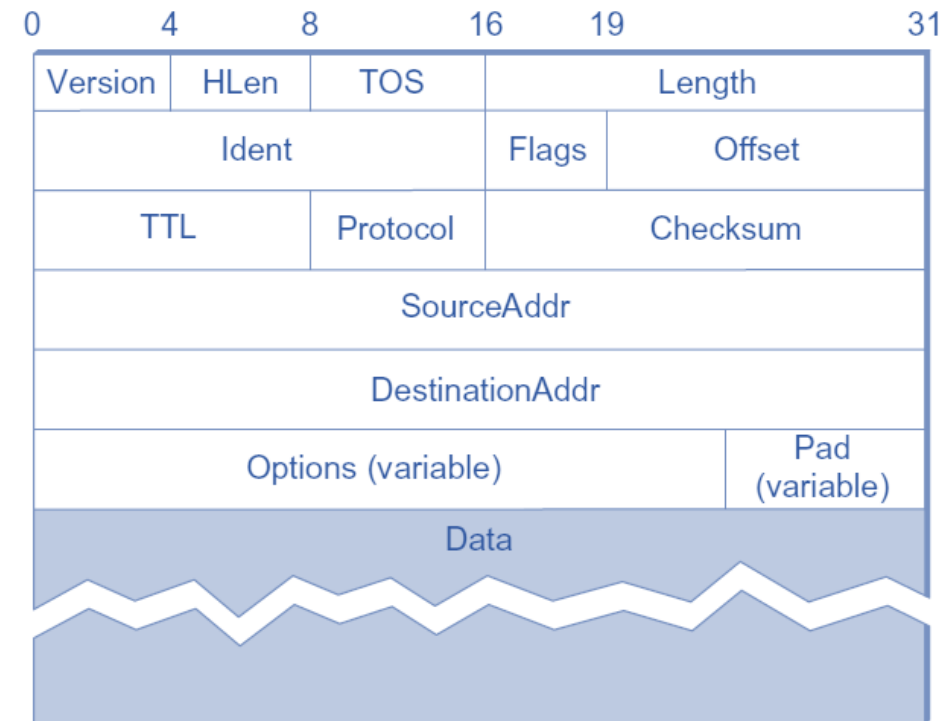 0 4 8 16 19 31
Version HLen TOS Length
Ident Flags Offset
TTL Protocol Checksum
SourceAddr
DestinationAddr
Options (variable) Pad
(variable)
Data